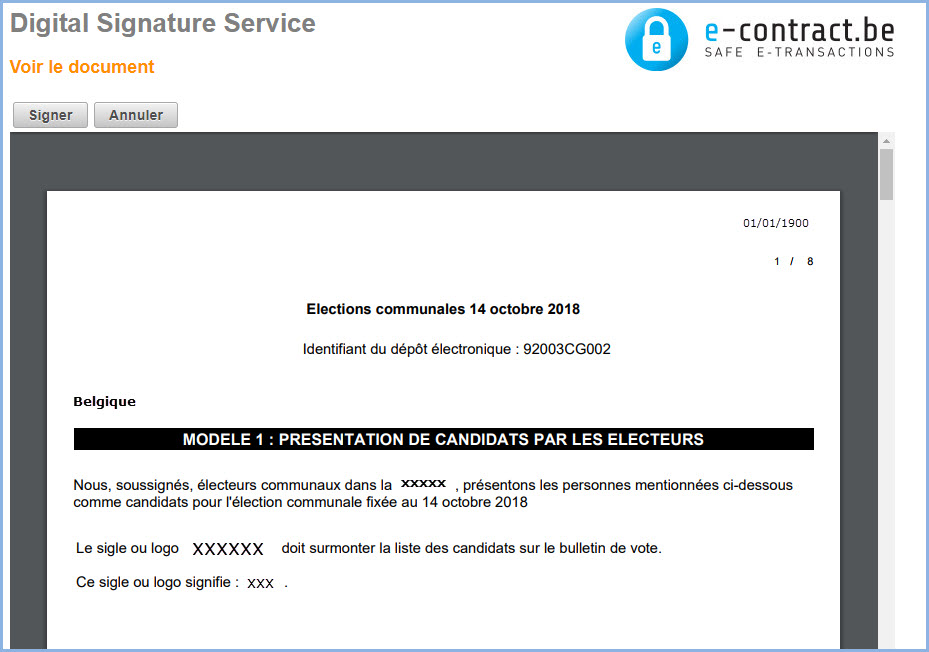 Digital Signature Service
e-contract.be
SAFE E-TRANSACTIONS
e
Voir le document
Signer Annuler
01/01/1900
1 / 8
Elections communales 14 octobre 2018
Identifiant du dépôt électronique : 92003CG002
Belgique
MODELE 1 : PRESENTATION DE CANDIDATS PAR LES ELECTEURS
Nous, soussignés, électeurs communaux dans la xxxxx , présentons les personnes mentionnées ci-dessous
comme candidats pour l'élection communale fixée au 14 octobre 2018
Le sigle ou logo XXXXXX doit surmonter la liste des candidats sur le bulletin de vote.
Ce sigle ou logo signifie : XXX .